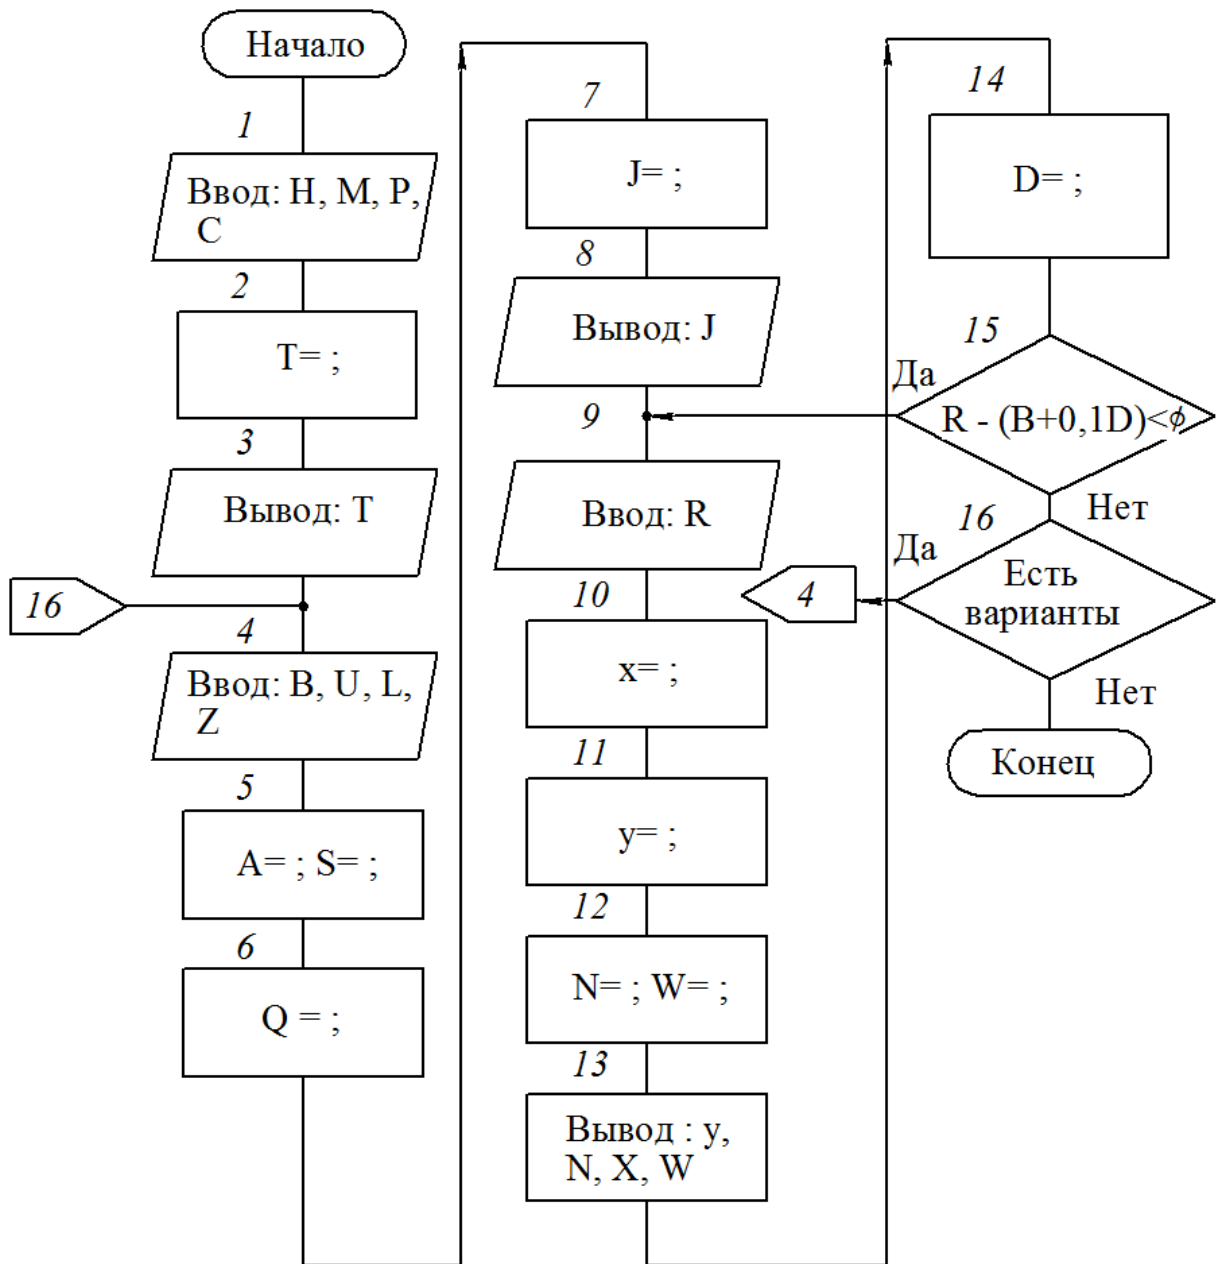 Начало
1
Ввод: H, M, P,
C
2
T= ;
3
Вывод: T
16
4
Ввод: B, U, L,
Z
5
A= ; S= ;
6
Q = ;
7
J= ;
8
Вывод: J
9
Ввод: R
10
x= ;
11
y= ;
12
N= ; W= ;
13
Вывод : y,
N, X, W
14
D= ;
15
Да
R - (B+0,1D)<ϕ
Нет
16
Да
Есть
варианты
4
Нет
Конец